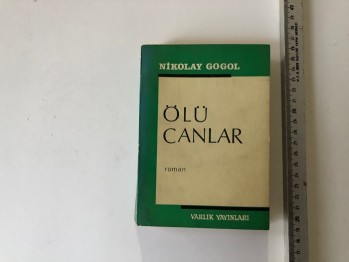 NİKOLAY GOGOL
ÖLÜ
CANLAR
roman
VARLIK YAYINLARI